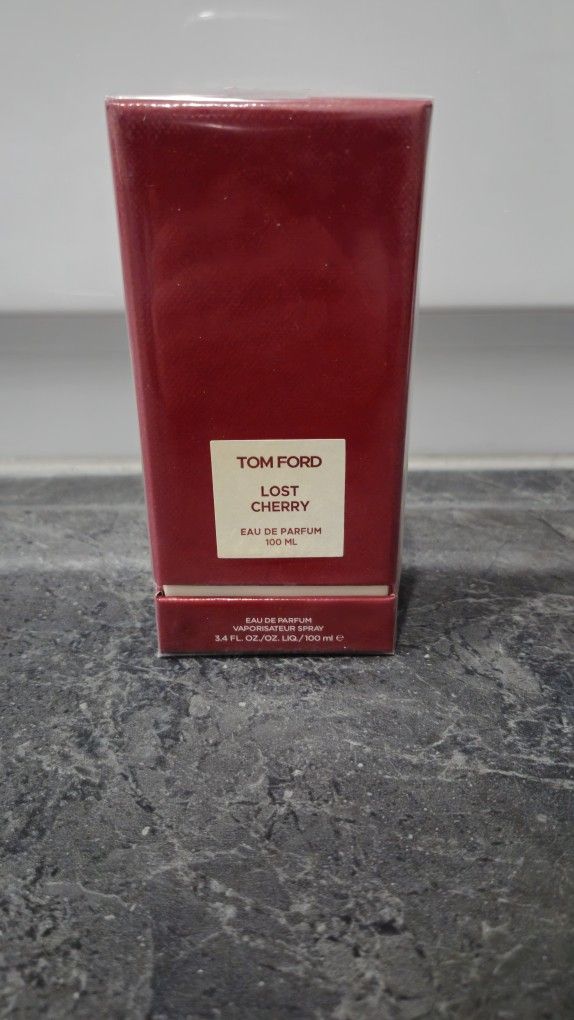 TOM FORD
LOST
CHERRY
EAU DE PARFUM
100 ML
EAU DE PARFUM
VAPORISATEUR SPRAY
3.4 FL. OZ./OZ. LIQ./100 ml ℮